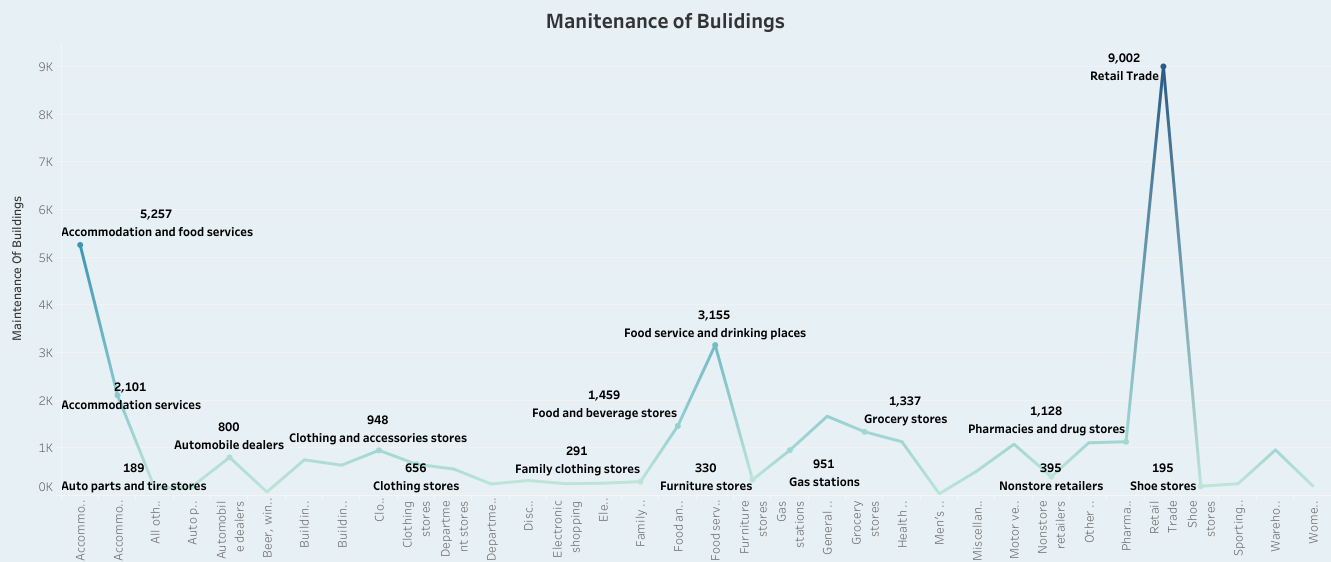 Manitenance of Bulidings
Maintenance Of Buildings
9K
8K
7K
6K
5K
4K
3K
2K
1K
0K
5,257
Accommodation and food services
2,101
Accommodation services
189
Auto parts and tire stores
800
Automobile dealers
948
Clothing and accessories stores
656
Clothing stores
291
Family clothing stores
1,459
Food and beverage stores
3,155
Food service and drinking places
330
Furniture stores
951
Gas stations
1,337
Grocery stores
395
Nonstore retailers
1,128
Pharmacies and drug stores
9,002
Retail Trade
195
Shoe stores
Accommo..
Accommo..
All oth..
Auto p..
Automobil
e dealers
Beer, win..
Buildin..
Buildin..
Clo..
Clothing
stores
Departme
nt stores
Departme..
Disc..
Electronic
shopping
Ele..
Family ..
Food an..
Food serv..
Furniture
stores
Gas
stations
General ..
Grocery
stores
Health ..
Men's ..
Miscellan..
Motor ve..
Nonstore
retailers
Other ..
Pharma..
Retail
Trade
Shoe
stores
Sporting..
Wareho..
Wome..